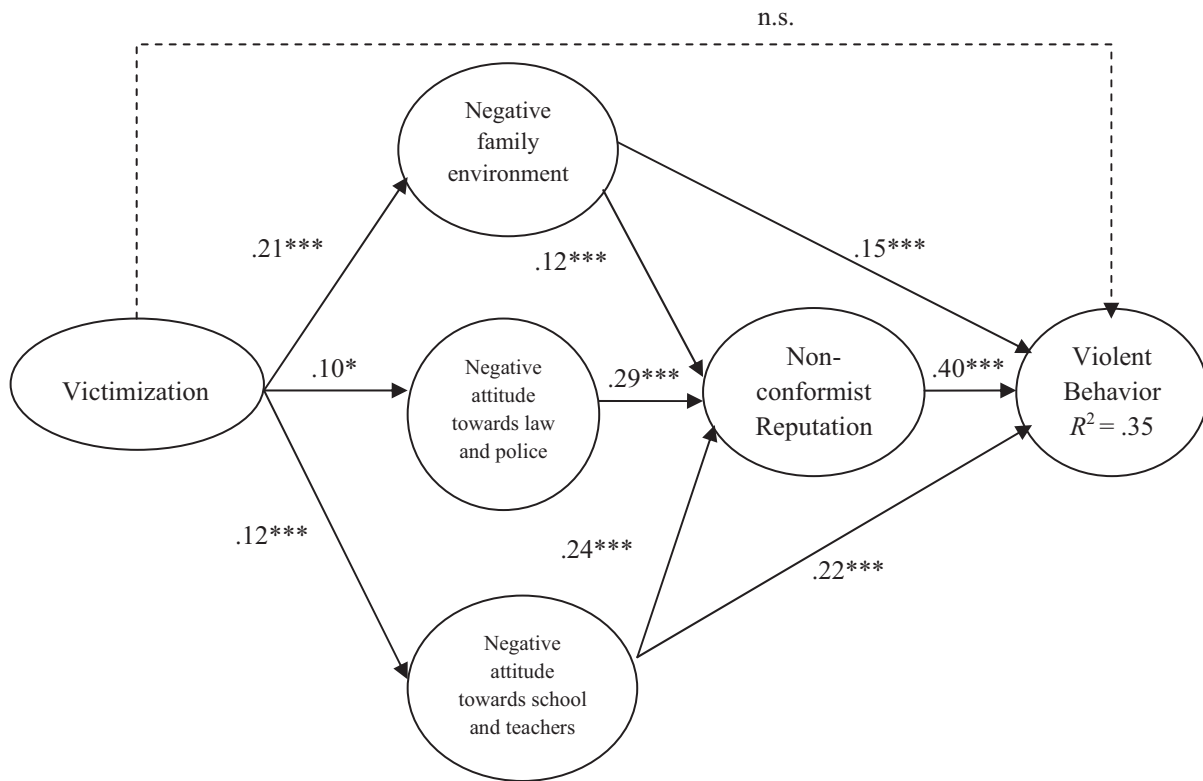 n.s.
Negative
family
environment
.21***
.12***
.15***
Victimization
.10*
Negative
attitude
towards law
and police
.29***
Non-
conformist
Reputation
.40***
Violent
Behavior
R² = .35
.12***
.24***
.22***
Negative
attitude
towards school
and teachers